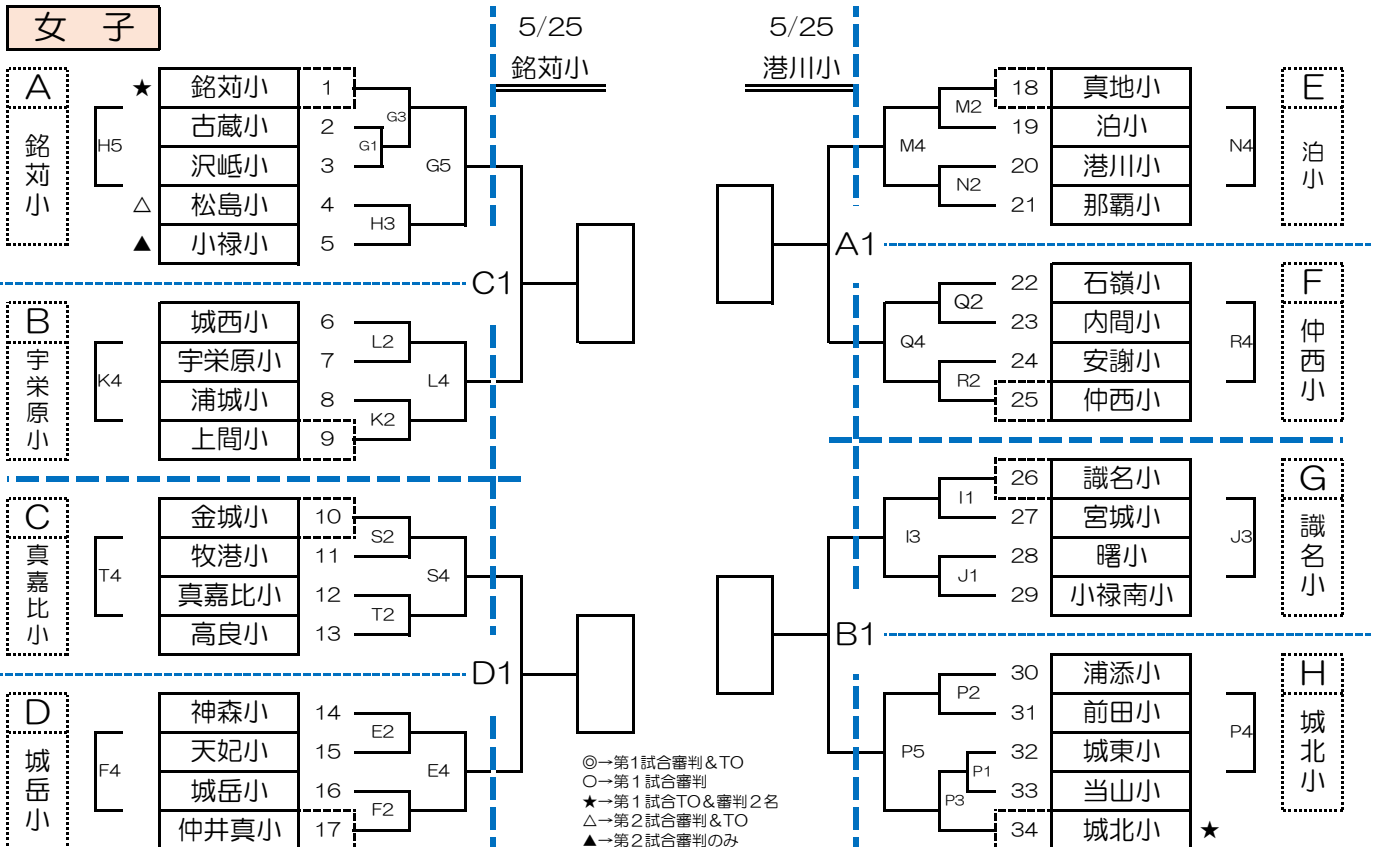 女 子
5/25
銘苅小
5/25
港川小
A
銘苅小
H5
★ 銘苅小 1
古蔵小 2
沢岻小 3
△ 松島小 4
▲ 小禄小 5
G1
G3
H3
G5
C1
B
宇栄原小
K4
城西小 6
宇栄原小 7
浦城小 8
上間小 9
L2
K2
L4
C
真嘉比小
T4
金城小 10
牧港小 11
真嘉比小 12
高良小 13
S2
T2
S4
D1
D
城岳小
F4
神森小 14
天妃小 15
城岳小 16
仲井真小 17
E2
F2
E4
◎→第1試合審判&TO
○→第1試合審判
★→第1試合TO&審判2名
△→第2試合審判&TO
▲→第2試合審判のみ
E
泊小
N4
18 真地小
19 泊小
20 港川小
21 那覇小
M2
N2
M4
A1
F
仲西小
R4
22 石嶺小
23 内間小
24 安謝小
25 仲西小
Q2
R2
Q4
G
識名小
J3
26 識名小
27 宮城小
28 曙小
29 小禄南小
I1
J1
I3
B1
H
城北小
P4
30 浦添小
31 前田小
32 城東小
33 当山小
34 城北小 ★
P2
P1
P3
P5